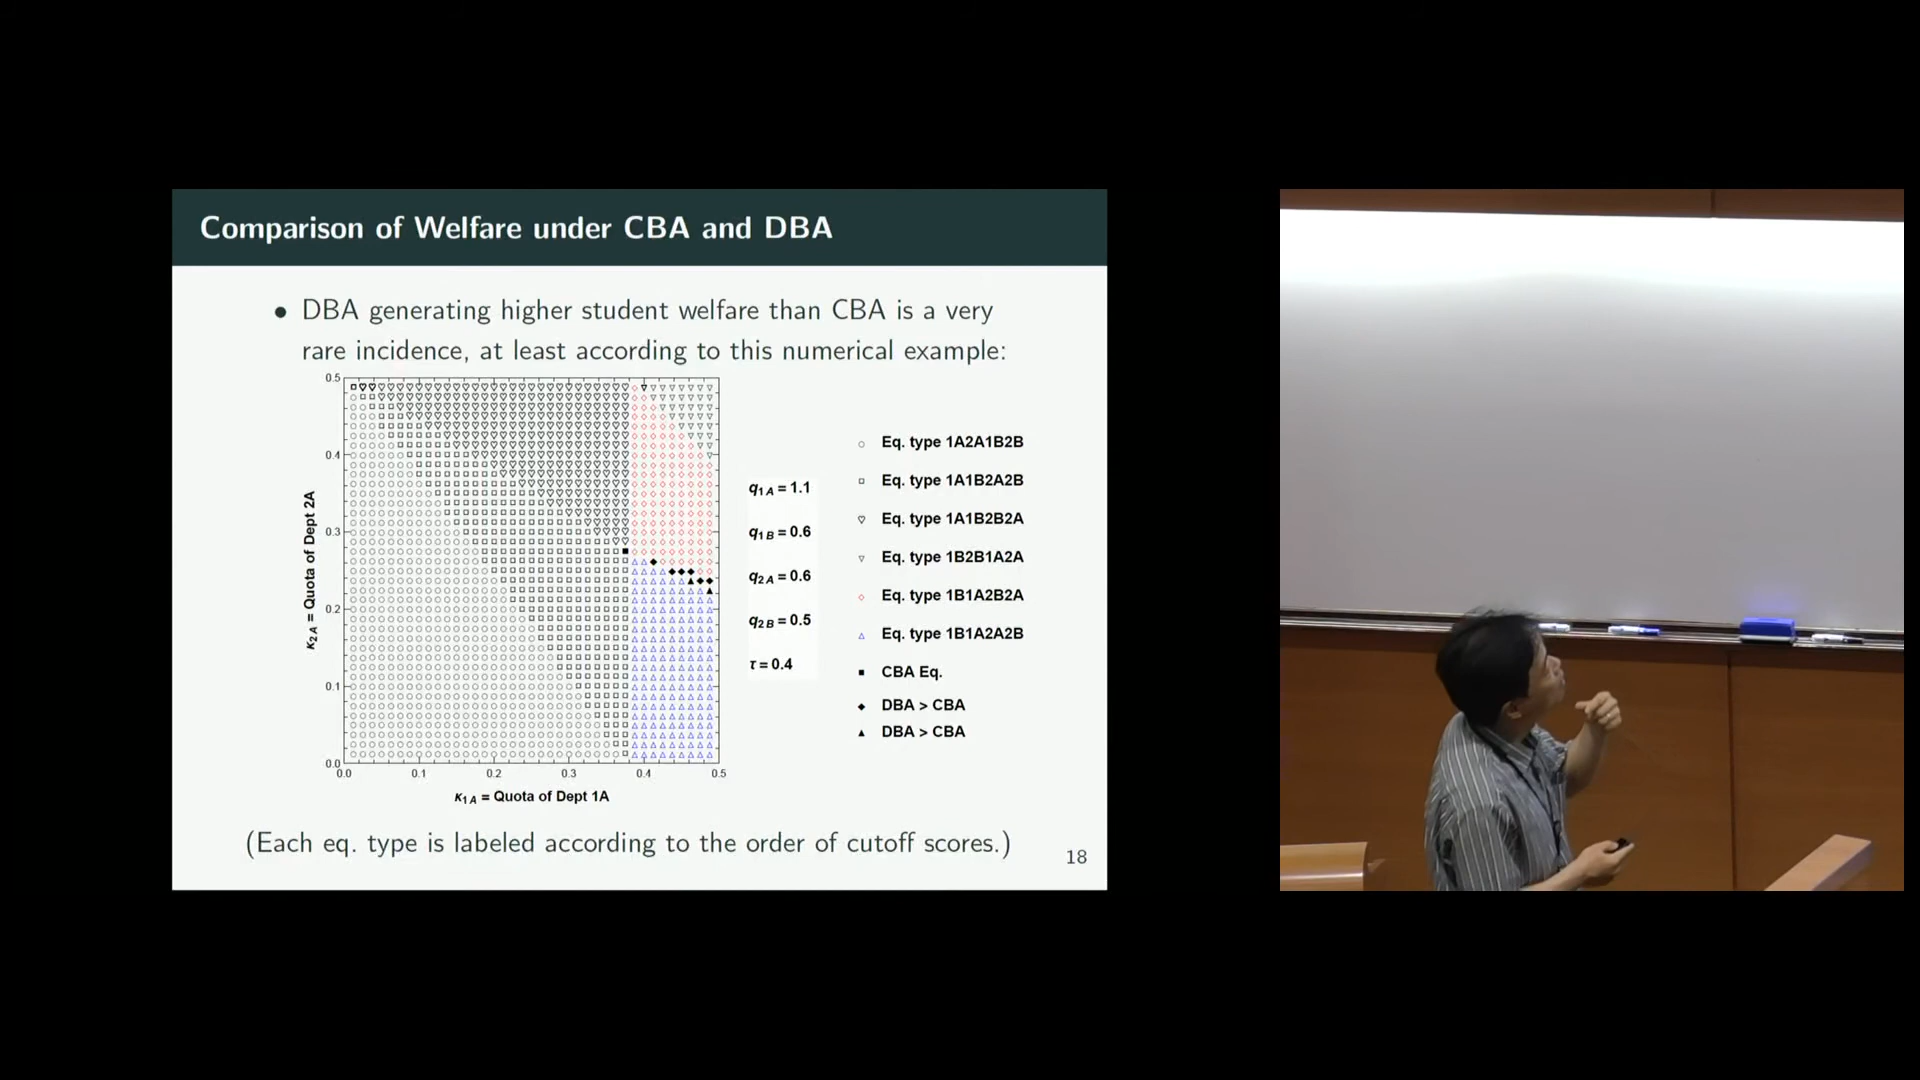 Comparison of Welfare under CBA and DBA
• DBA generating higher student welfare than CBA is a very
rare incidence, at least according to this numerical example:
0.5
0.4
0.3
0.2
0.1
0.0
κ2A = Quota of Dept 2A
0.0 0.1 0.2 0.3 0.4 0.5
κ1A = Quota of Dept 1A
q1A = 1.1
q1B = 0.6
q2A = 0.6
q2B = 0.5
τ = 0.4
Eq. type 1A2A1B2B
Eq. type 1A1B2A2B
Eq. type 1A1B2B2A
Eq. type 1B2B1A2A
Eq. type 1B1A2B2A
Eq. type 1B1A2A2B
CBA Eq.
DBA > CBA
DBA > CBA
(Each eq. type is labeled according to the order of cutoff scores.)
18